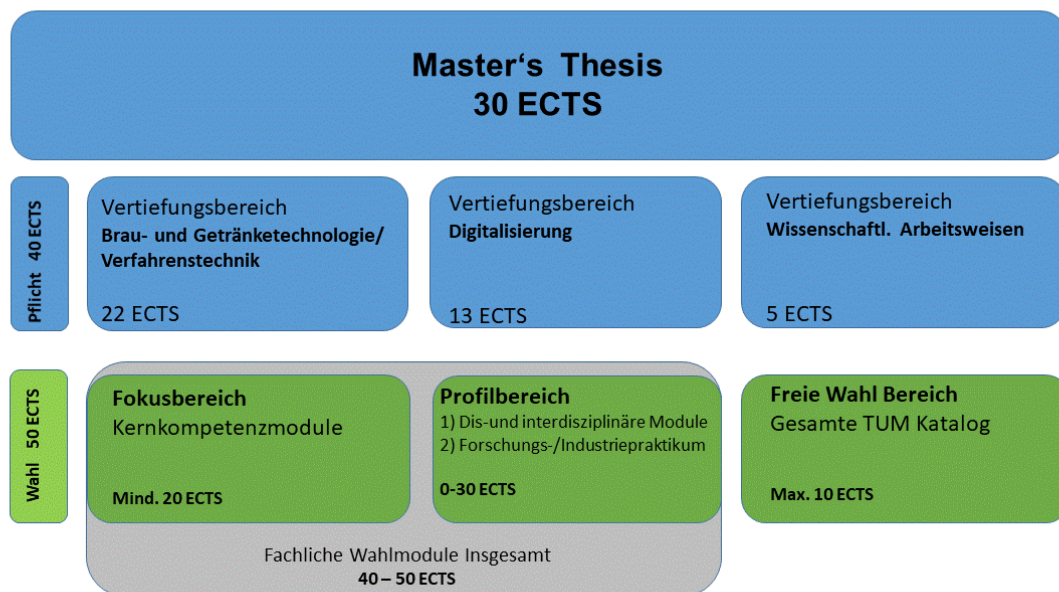 Master‘s Thesis
30 ECTS
Pflicht 40 ECTS
Vertiefungsbereich
Brau- und Getränketechnologie/
Verfahrenstechnik
22 ECTS
Vertiefungsbereich
Digitalisierung
13 ECTS
Vertiefungsbereich
Wissenschaftl. Arbeitsweisen
5 ECTS
Wahl 50 ECTS
Fokusbereich
Kernkompetenzmodule
Mind. 20 ECTS
Profilbereich
1) Dis-und interdisziplinäre Module
2) Forschungs-/Industriepraktikum
0-30 ECTS
Freie Wahl Bereich
Gesamte TUM Katalog
Max. 10 ECTS
Fachliche Wahlmodule Insgesamt
40 – 50 ECTS